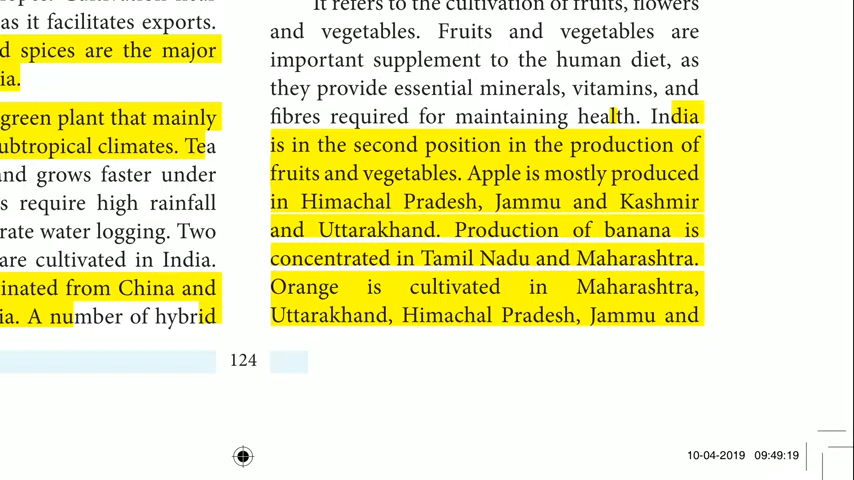 as it facilitates exports.
d spices are the major
ia.
green plant that mainly
ubtropical climates. Tea
and grows faster under
s require high rainfall
rate water logging. Two
are cultivated in India.
inated from China and
ia. A number of hybrid
It refers to the cultivation of fruits, flowers
and vegetables. Fruits and vegetables are
important supplement to the human diet, as
they provide essential minerals, vitamins, and
fibres required for maintaining health. India
is in the second position in the production of
fruits and vegetables. Apple is mostly produced
in Himachal Pradesh, Jammu and Kashmir
and Uttarakhand. Production of banana is
concentrated in Tamil Nadu and Maharashtra.
Orange is cultivated in Maharashtra,
Uttarakhand, Himachal Pradesh, Jammu and
124
10-04-2019 09:49:19